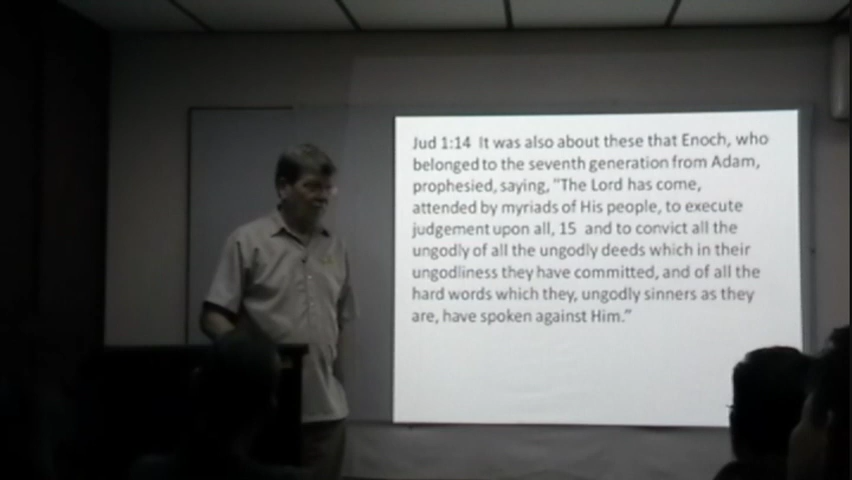 Jud 1:14 It was also about these that Enoch, who
belonged to the seventh generation from Adam,
prophesied, saying, "The Lord has come,
attended by myriads of His people, to execute
judgement upon all, 15 and to convict all the
ungodly of all the ungodly deeds which in their
ungodliness they have committed, and of all the
hard words which they, ungodly sinners as they
are, have spoken against Him."